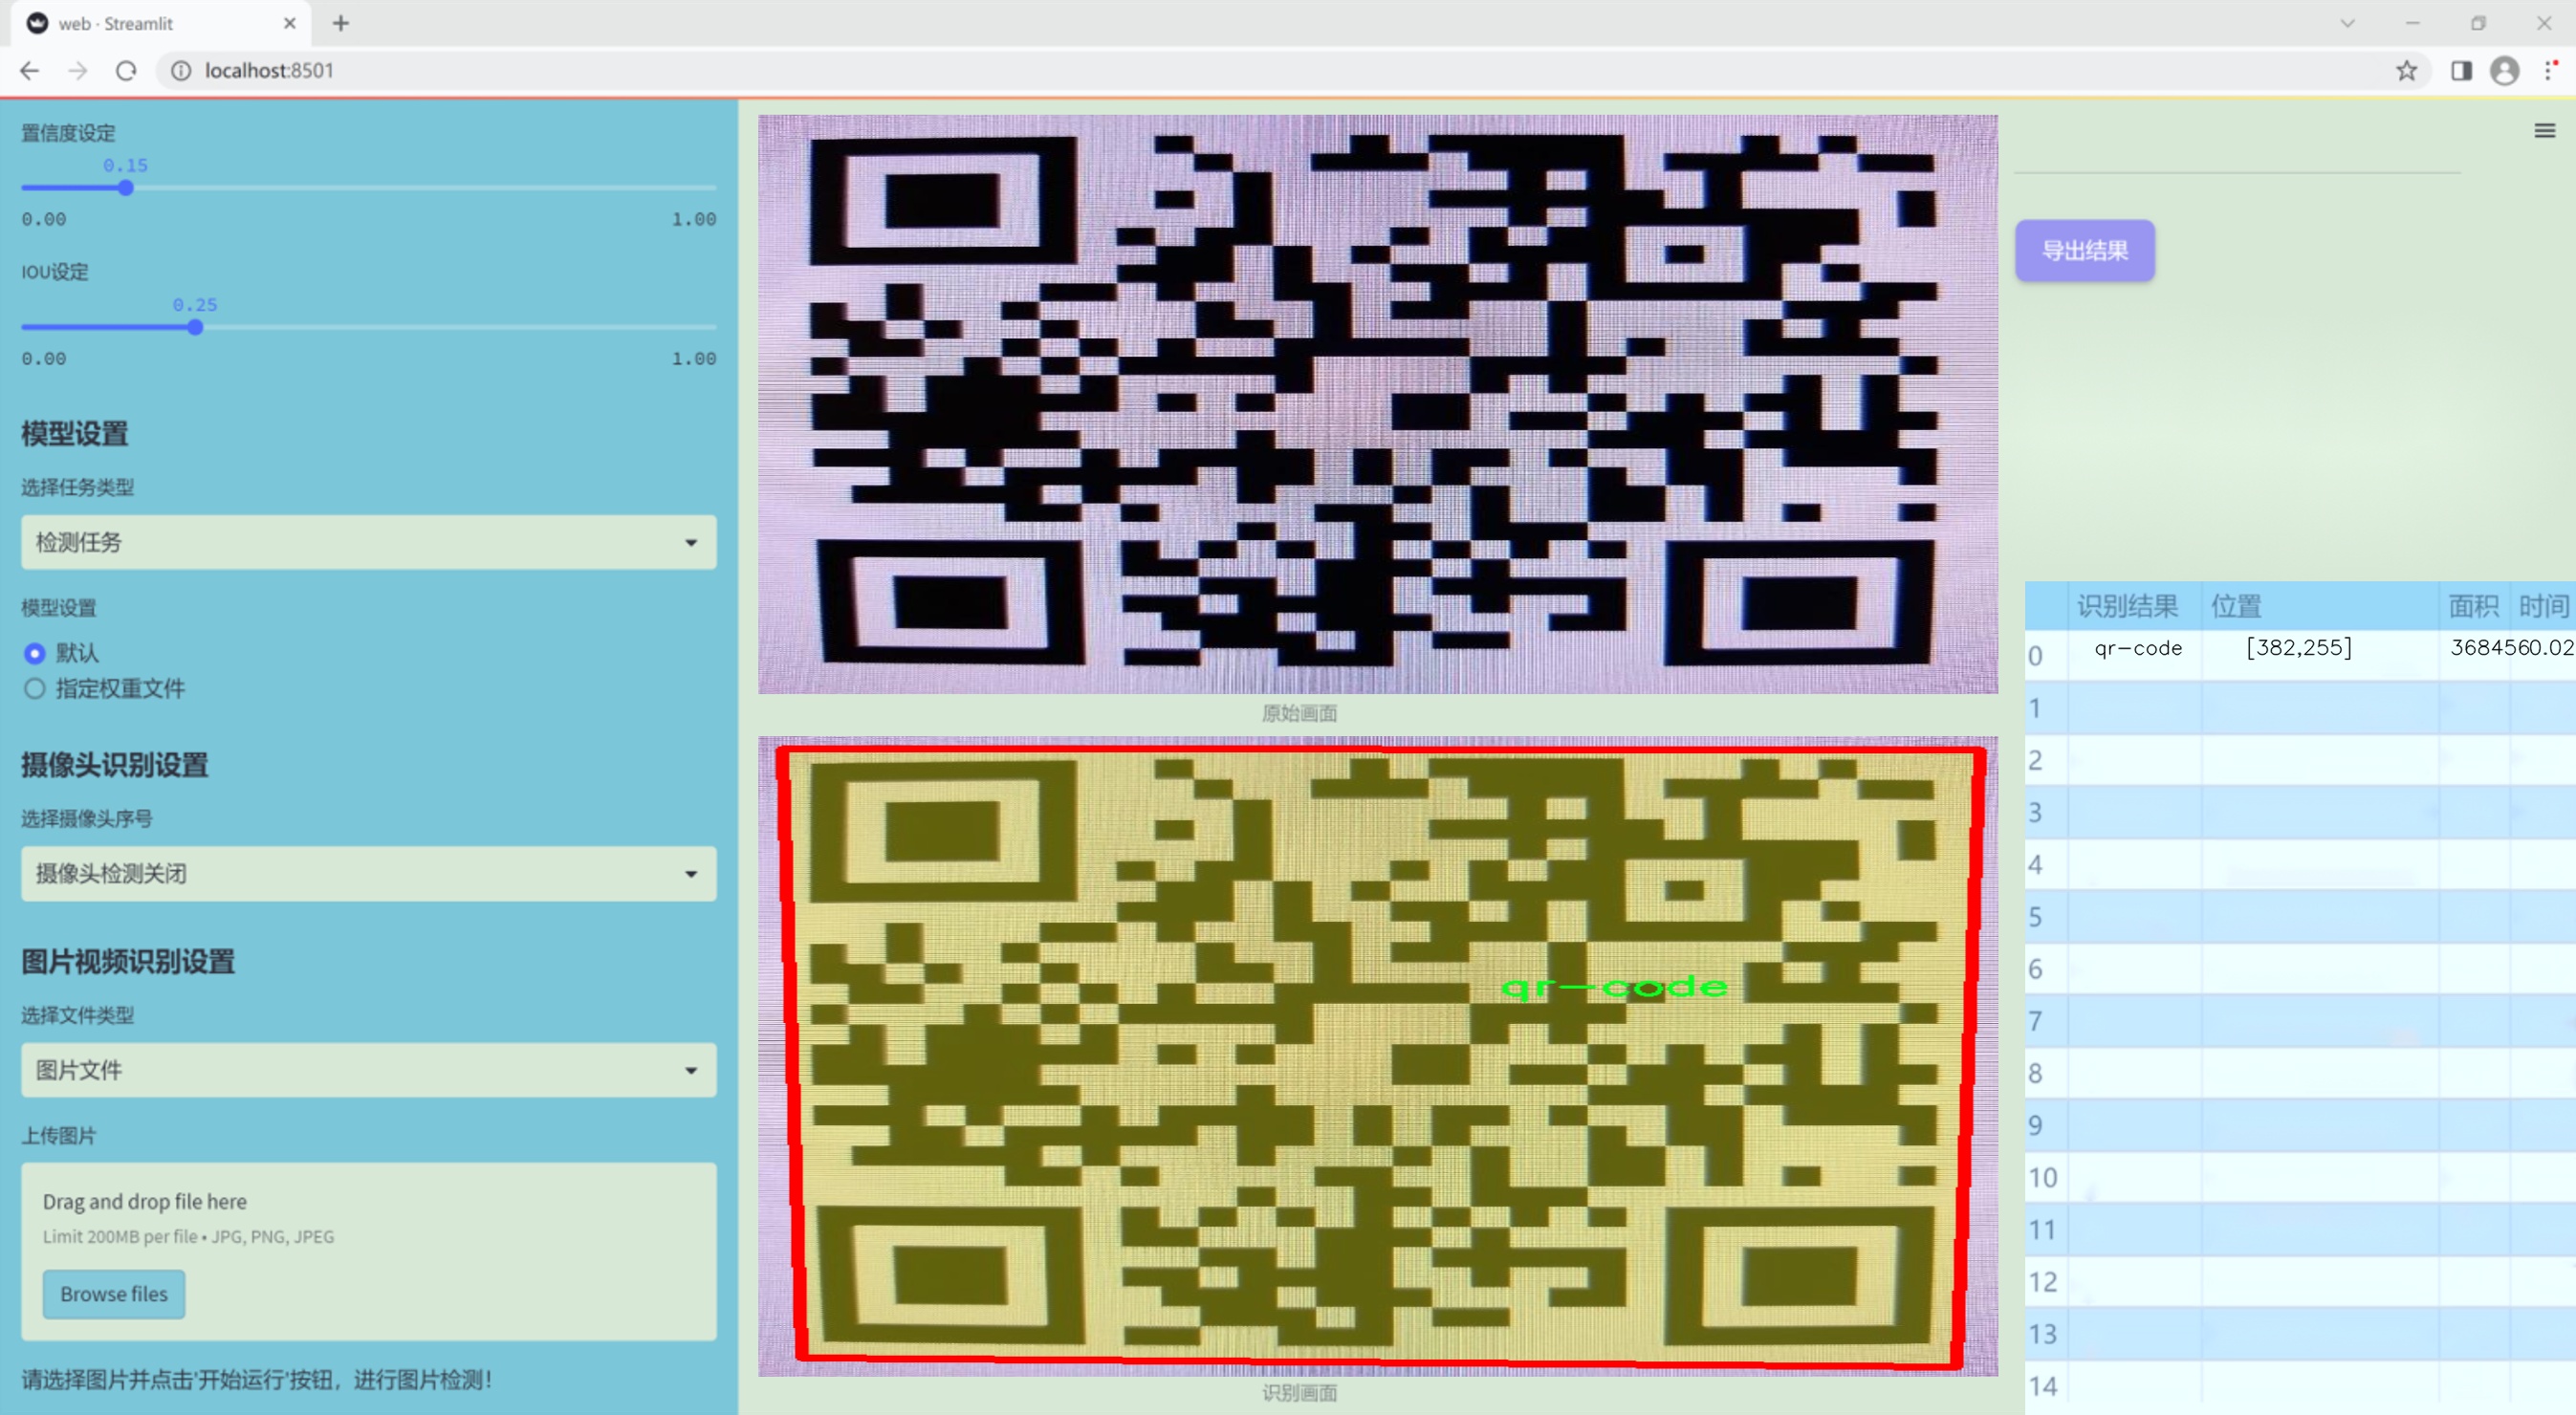 web · Streamlit
localhost:8501
置信度设定
0.15
0.00 1.00
IOU设定
0.25
0.00 1.00
模型设置
选择任务类型
检测任务
模型设置
默认
指定权重文件
摄像头识别设置
选择摄像头序号
摄像头检测关闭
图片视频识别设置
选择文件类型
图片文件
上传图片
Drag and drop file here
Limit 200MB per file • JPG, PNG, JPEG
Browse files
请选择图片并点击'开始运行'按钮，进行图片检测！
原始画面
qr-code
识别画面
导出结果
识别结果 位置 面积 时间
0 qr-code [382,255] 3684560.02
1
2
3
4
5
6
7
8
9
10
11
12
13
14